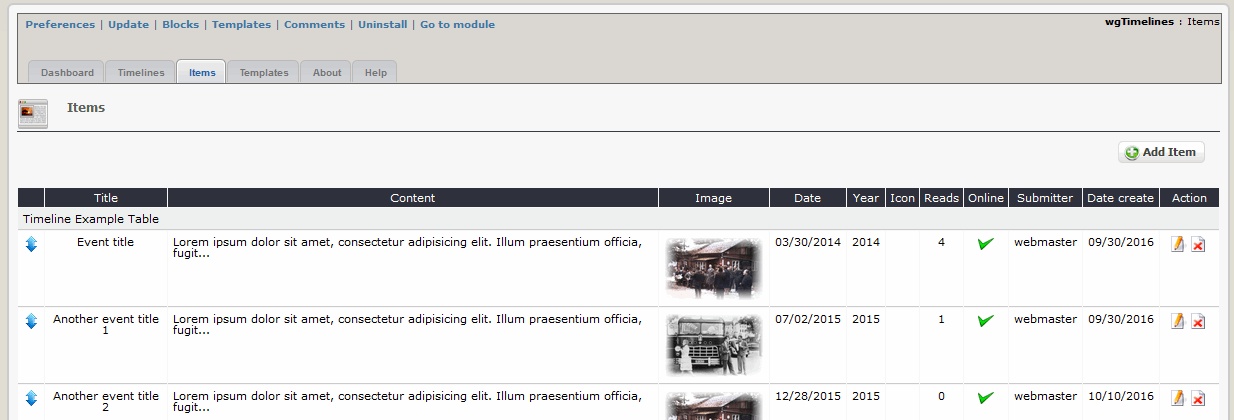 Preferences | Update | Blocks | Templates | Comments | Uninstall | Go to module
wgTimelines : Items
Dashboard Timelines Items Templates About Help
Items
Add Item
Title Content Image Date Year Icon Reads Online Submitter Date create Action
Timeline Example Table
Event title Lorem ipsum dolor sit amet, consectetur adipisicing elit. Illum praesentium officia, 03/30/2014 2014 4 webmaster 09/30/2016
fugit...
Another event title Lorem ipsum dolor sit amet, consectetur adipisicing elit. Illum praesentium officia, 07/02/2015 2015 1 webmaster 09/30/2016
1 fugit...
Another event title Lorem ipsum dolor sit amet, consectetur adipisicing elit. Illum praesentium officia, 12/28/2015 2015 0 webmaster 10/10/2016
2 fugit...